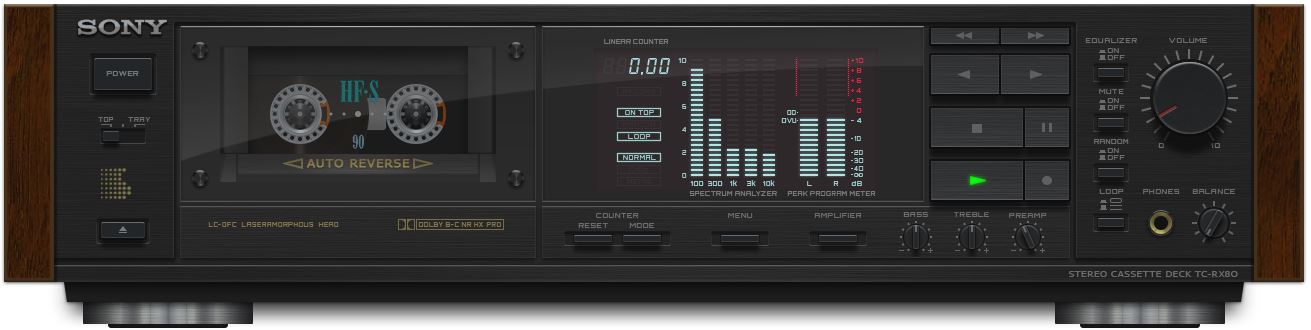 SONY
POWER
TOP TRAY
HF-S
90
AUTO REVERSE
LC-OFC LASERAMORPHOUS HEAD
DOLBY B-C NR HX PRO
LINEAR COUNTER
0,00
ON TOP
LOOP
NORMAL
10
8
6
4
2
0
100 300 1k 3k 10k
SPECTRUM ANALYZER
OD
OVU
+10
+8
+6
+4
+2
0
-4
-10
-20
-30
-40
-∞
L R dB
PEAK PROGRAM METER
COUNTER
RESET MODE
MENU
AMPLIFIER
BASS
- +
TREBLE
- +
PREAMP
- +
EQUALIZER
ON
OFF
MUTE
ON
OFF
RANDOM
ON
OFF
LOOP
VOLUME
0 10
PHONES
BALANCE
STEREO CASSETTE DECK TC-RX80